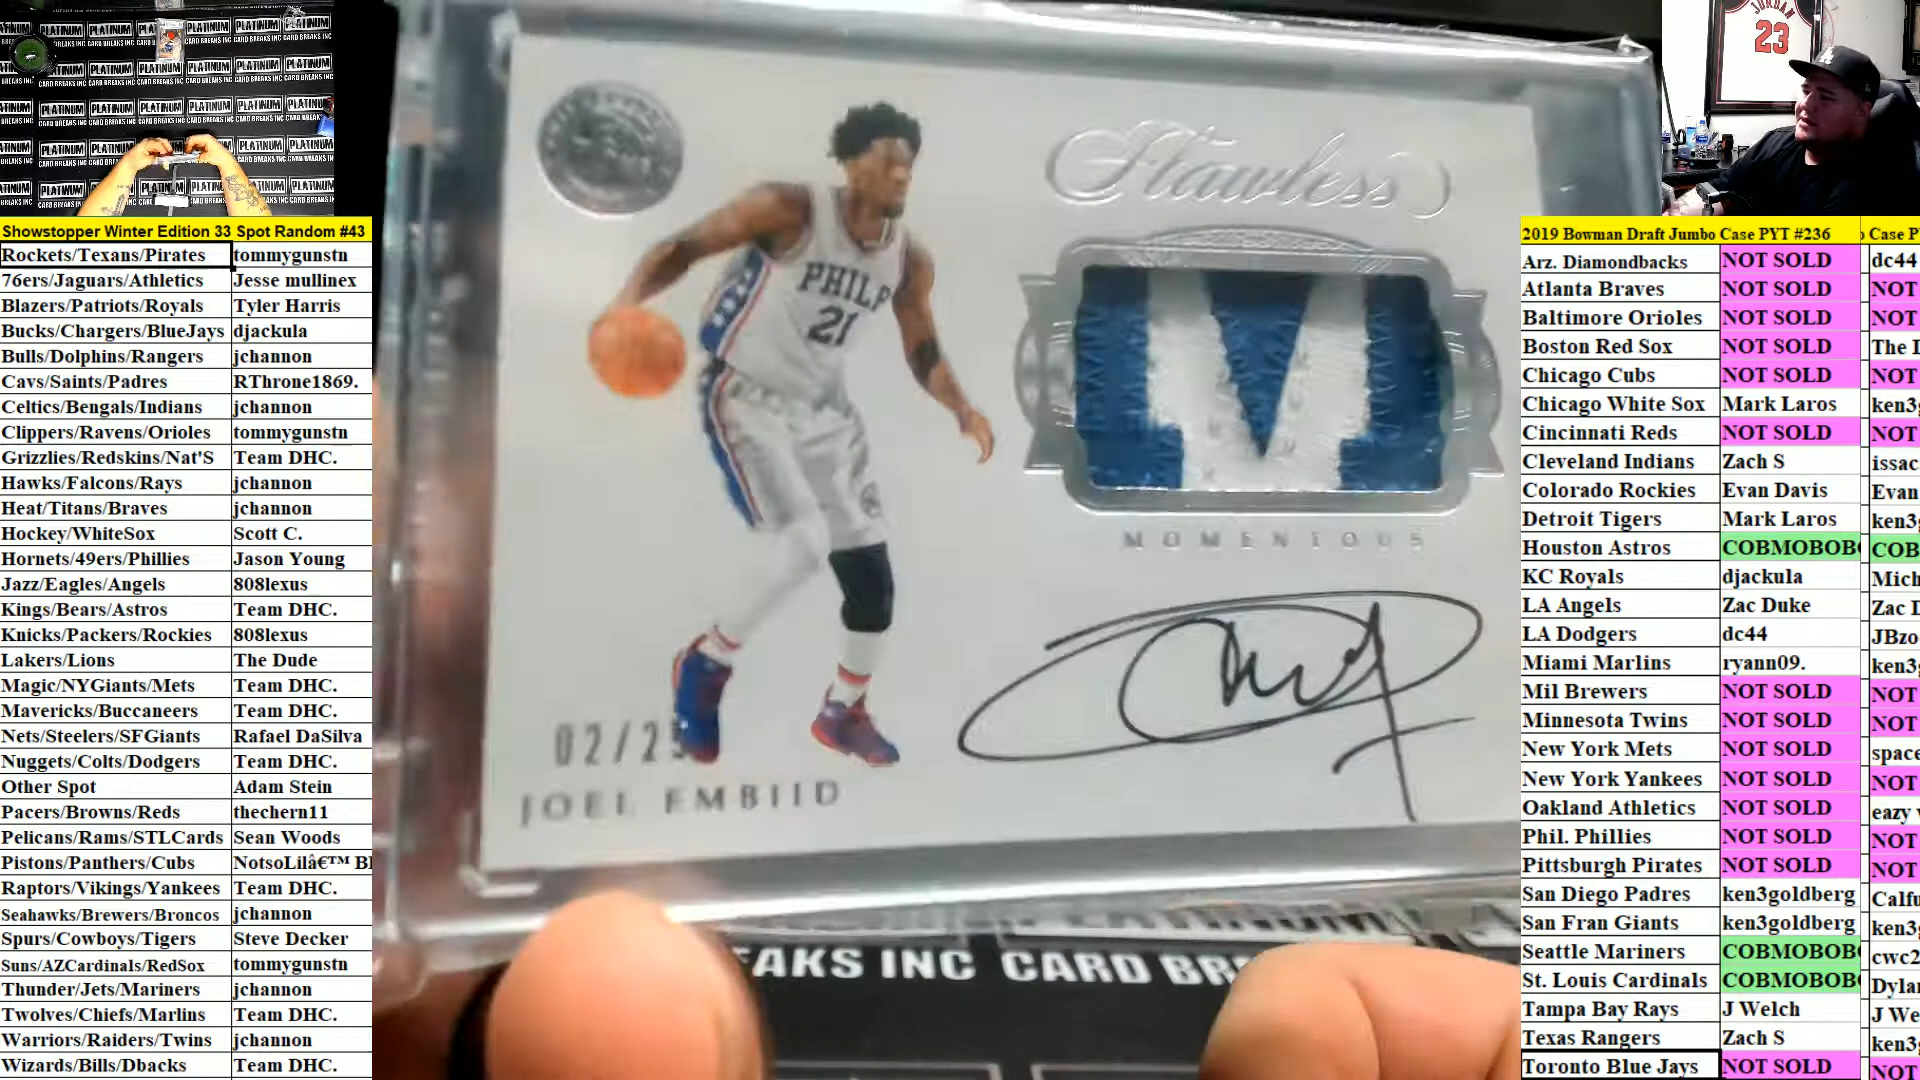 PLATINUM
CARD BREAKS INC
JORDAN
23
Showstopper Winter Edition 33 Spot Random #43
Rockets/Texans/Pirates tommygunstn
76ers/Jaguars/Athletics Jesse mullinex
Blazers/Patriots/Royals Tyler Harris
Bucks/Chargers/BlueJays djackula
Bulls/Dolphins/Rangers jchannon
Cavs/Saints/Padres RThrone1869.
Celtics/Bengals/Indians jchannon
Clippers/Ravens/Orioles tommygunstn
Grizzlies/Redskins/Nat'S Team DHC.
Hawks/Falcons/Rays jchannon
Heat/Titans/Braves jchannon
Hockey/WhiteSox Scott C.
Hornets/49ers/Phillies Jason Young
Jazz/Eagles/Angels 808lexus
Kings/Bears/Astros Team DHC.
Knicks/Packers/Rockies 808lexus
Lakers/Lions The Dude
Magic/NYGiants/Mets Team DHC.
Mavericks/Buccaneers Team DHC.
Nets/Steelers/SFGiants Rafael DaSilva
Nuggets/Colts/Dodgers Team DHC.
Other Spot Adam Stein
Pacers/Browns/Reds thechern11
Pelicans/Rams/STLCards Sean Woods
Pistons/Panthers/Cubs NotsoLilâ€™
Raptors/Vikings/Yankees Team DHC.
Seahawks/Brewers/Broncos jchannon
Spurs/Cowboys/Tigers Steve Decker
Suns/AZCardinals/RedSox tommygunstn
Thunder/Jets/Mariners jchannon
Twolves/Chiefs/Marlins Team DHC.
Warriors/Raiders/Twins jchannon
Wizards/Bills/Dbacks Team DHC.
Flawless
PHILA
21
MOMENTOUS
02/25
JOEL EMBIID
AKS INC CARD BR
2019 Bowman Draft Jumbo Case PYT #236 Case P
Arz. Diamondbacks NOT SOLD dc44
Atlanta Braves NOT SOLD NOT
Baltimore Orioles NOT SOLD NOT
Boston Red Sox NOT SOLD The
Chicago Cubs NOT SOLD NOT
Chicago White Sox Mark Laros ken3g
Cincinnati Reds NOT SOLD NOT
Cleveland Indians Zach S issac
Colorado Rockies Evan Davis Evan
Detroit Tigers Mark Laros ken3g
Houston Astros COBMOBOB COB
KC Royals djackula Mich
LA Angels Zac Duke Zac D
LA Dodgers dc44 JBzo
Miami Marlins ryann09. ken3g
Mil Brewers NOT SOLD NOT
Minnesota Twins NOT SOLD NOT
New York Mets NOT SOLD space
New York Yankees NOT SOLD NOT
Oakland Athletics NOT SOLD eazy
Phil. Phillies NOT SOLD NOT
Pittsburgh Pirates NOT SOLD NOT
San Diego Padres ken3goldberg Calfu
San Fran Giants ken3goldberg ken3g
Seattle Mariners COBMOBOB cwc2
St. Louis Cardinals COBMOBOB Dylan
Tampa Bay Rays J Welch J We
Texas Rangers Zach S ken3g
Toronto Blue Jays NOT SOLD NOT